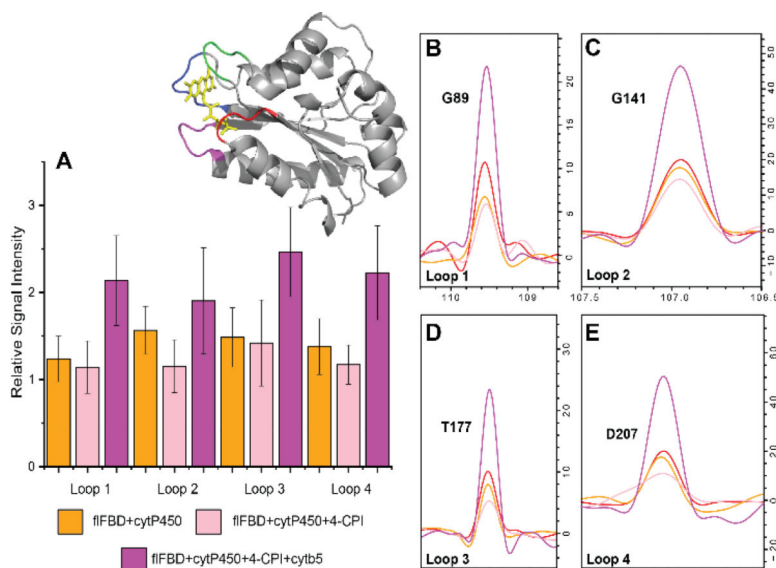 A
Relative Signal Intensity
3
2
1
0
Loop 1 Loop 2 Loop 3 Loop 4
flFBD+cytP450 flFBD+cytP450+4-CPI
flFBD+cytP450+4-CPI+cytb5
B
G89
Loop 1
110 109
20
15
10
5
0
C
G141
Loop 2
107.5 107.0 106.5
50
40
30
20
10
0
-10
D
T177
Loop 3
30
20
10
0
E
D207
Loop 4
60
40
20
0
-20